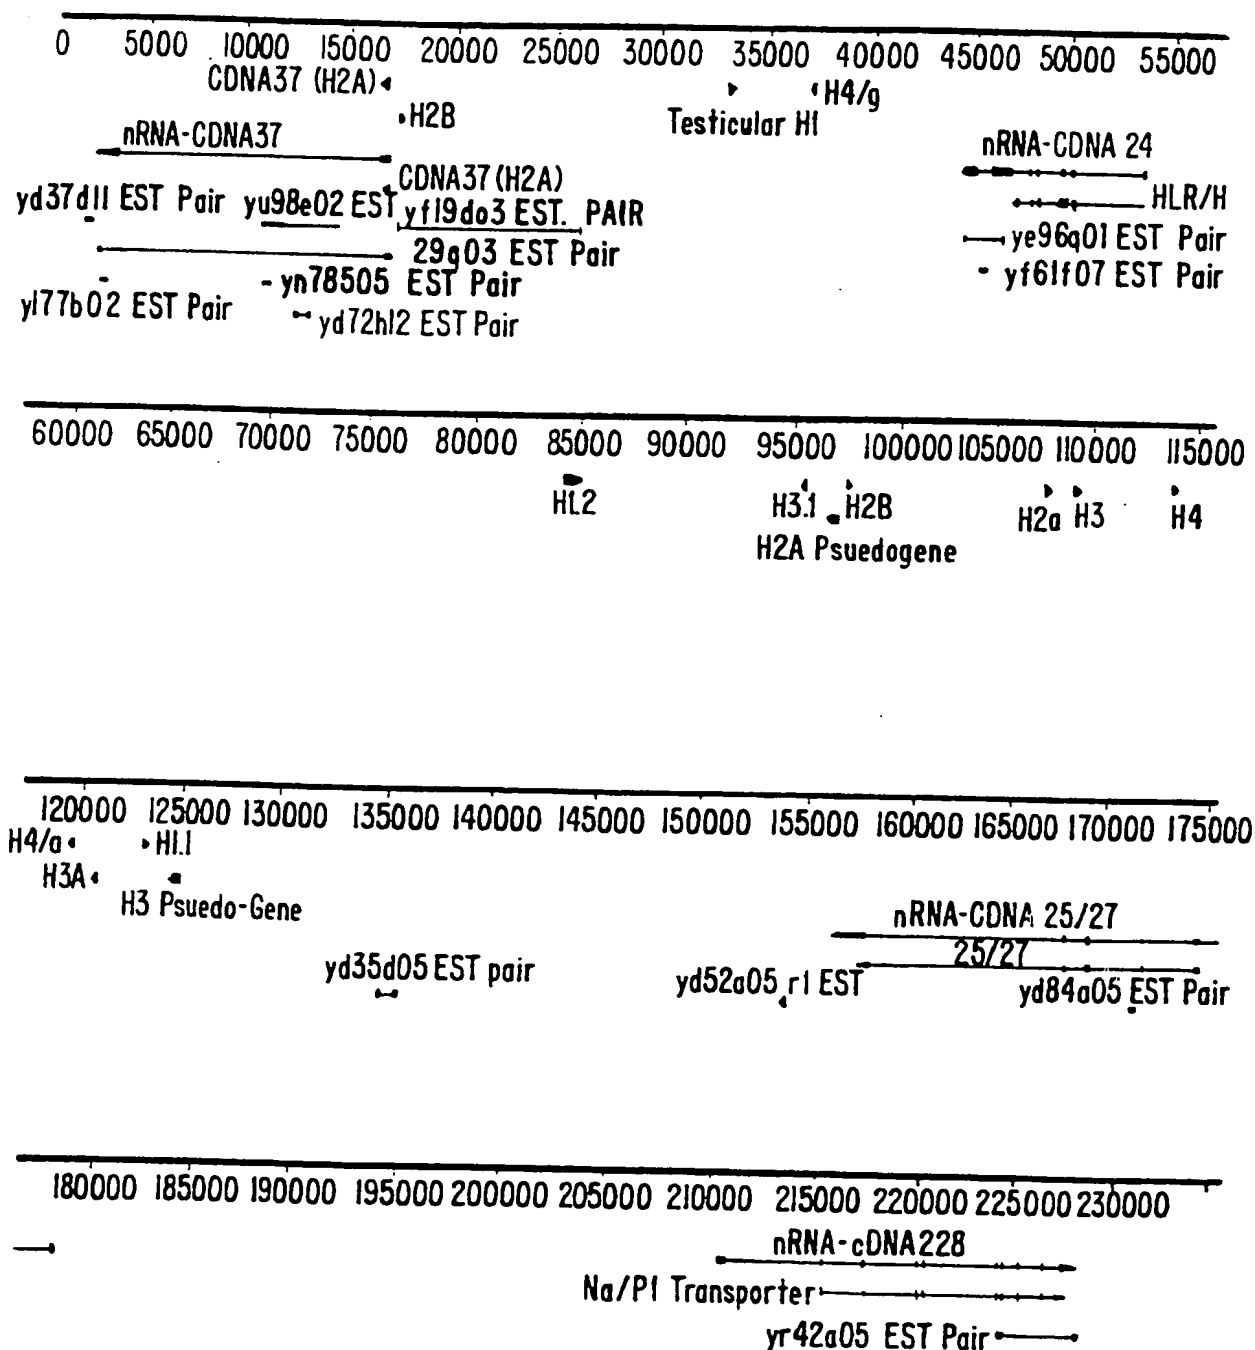 0 5000 10000 15000 20000 25000 30000 35000 40000 45000 50000 55000
CDNA37 (H2A) H4/g
H2B Testicular H1
nRNA-CDNA37 nRNA-CDNA 24
CDNA37 (H2A)
yd37d11 EST Pair yu98e02 EST yf19do3 EST. PAIR HLR/H
29g03 EST Pair ye96q01 EST Pair
yn78505 EST Pair yf61f07 EST Pair
yl77b02 EST Pair yd72h12 EST Pair
60000 65000 70000 75000 80000 85000 90000 95000 100000 105000 110000 115000
H1.2 H3.1 H2B H2a H3 H4
H2A Psuedogene
120000 125000 130000 135000 140000 145000 150000 155000 160000 165000 170000 175000
H4/a H1.1
H3A
H3 Psuedo-Gene nRNA-CDNA 25/27
25/27
yd35d05 EST pair yd52a05 r1 EST yd84a05 EST Pair
180000 185000 190000 195000 200000 205000 210000 215000 220000 225000 230000
nRNA-cDNA228
Na/P1 Transporter
yr42a05 EST Pair